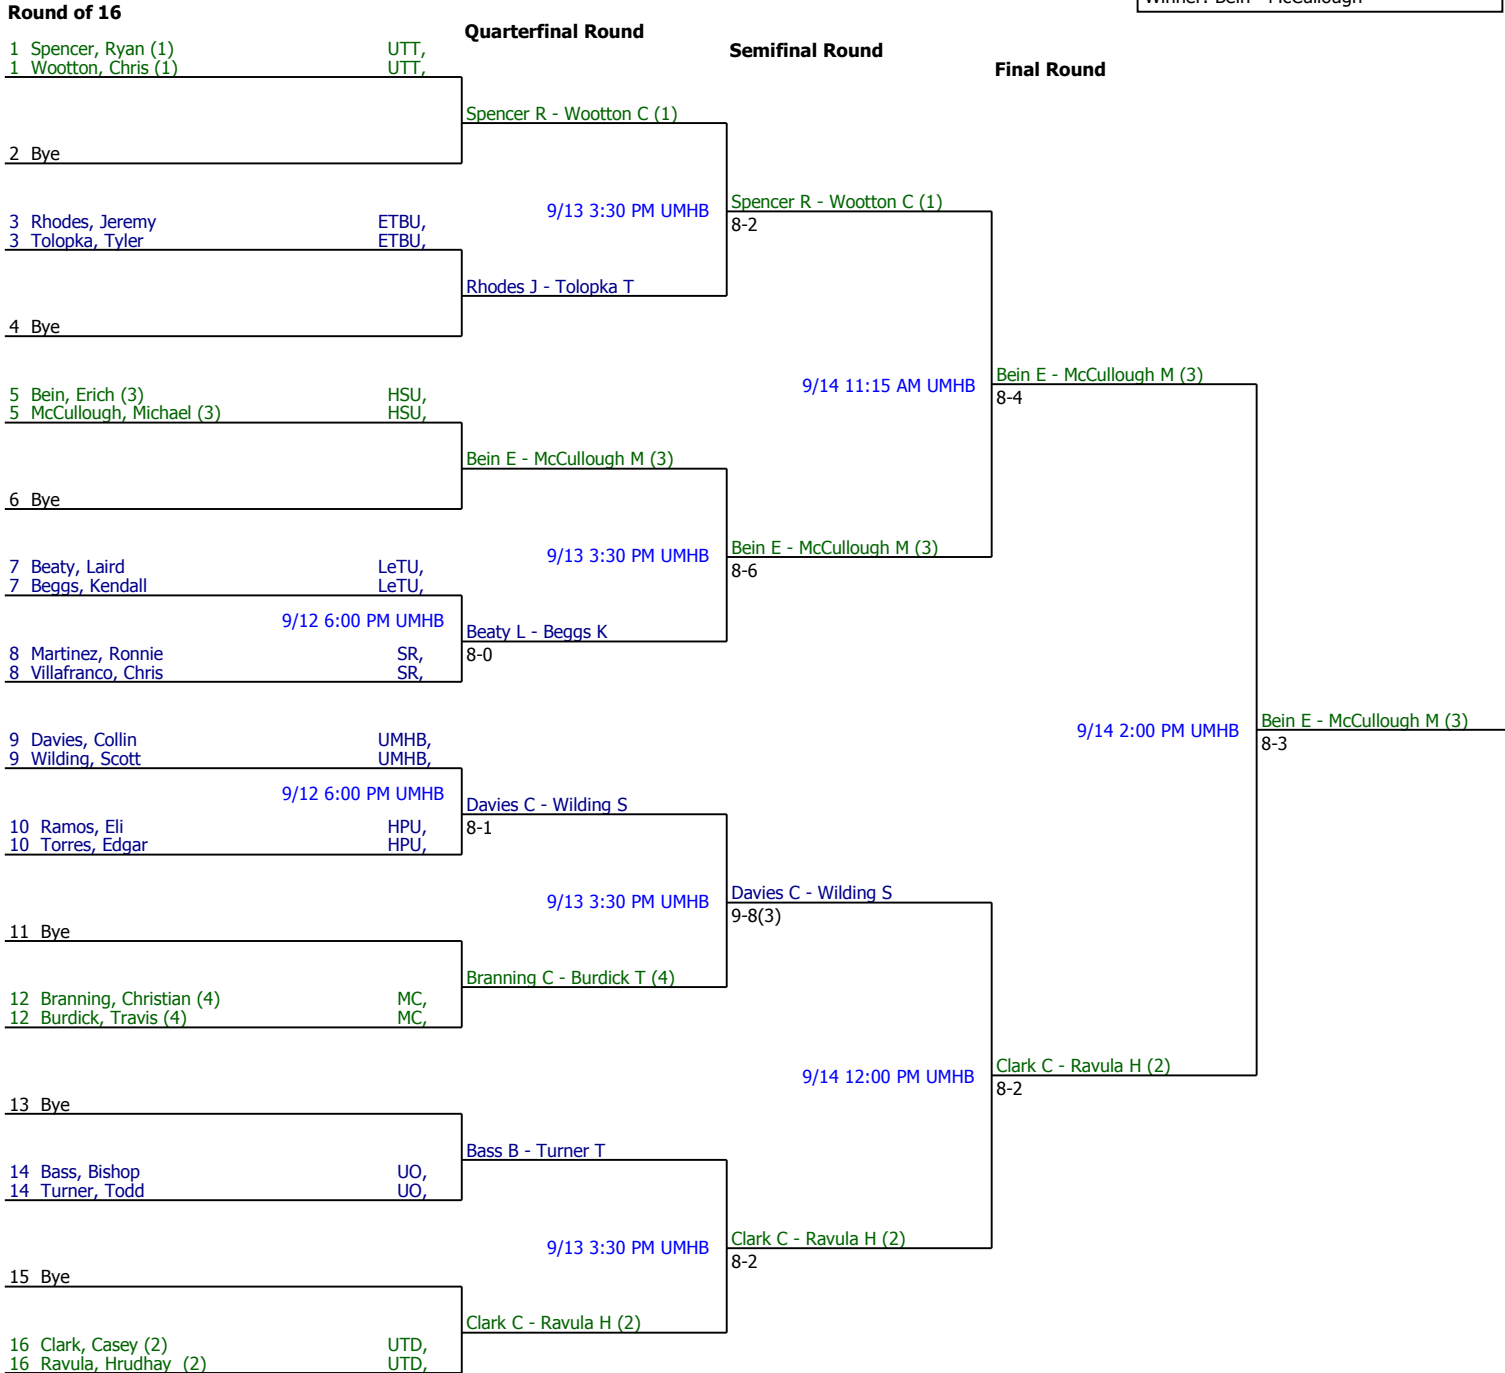 Winner: Bein - McCullough
Round of 16
Quarterfinal Round
Semifinal Round
Final Round
1 Spencer, Ryan (1) UTT,
1 Wootton, Chris (1) UTT,
Spencer R - Wootton C (1)
2 Bye
9/13 3:30 PM UMHB
Spencer R - Wootton C (1)
8-2
3 Rhodes, Jeremy ETBU,
3 Tolopka, Tyler ETBU,
Rhodes J - Tolopka T
4 Bye
9/14 11:15 AM UMHB
Bein E - McCullough M (3)
8-4
5 Bein, Erich (3) HSU,
5 McCullough, Michael (3) HSU,
Bein E - McCullough M (3)
6 Bye
9/13 3:30 PM UMHB
Bein E - McCullough M (3)
8-6
7 Beaty, Laird LeTU,
7 Beggs, Kendall LeTU,
9/12 6:00 PM UMHB
Beaty L - Beggs K
8-0
8 Martinez, Ronnie SR,
8 Villafranco, Chris SR,
9/14 2:00 PM UMHB
Bein E - McCullough M (3)
8-3
9 Davies, Collin UMHB,
9 Wilding, Scott UMHB,
9/12 6:00 PM UMHB
Davies C - Wilding S
8-1
10 Ramos, Eli HPU,
10 Torres, Edgar HPU,
9/13 3:30 PM UMHB
Davies C - Wilding S
9-8(3)
11 Bye
Branning C - Burdick T (4)
12 Branning, Christian (4) MC,
12 Burdick, Travis (4) MC,
9/14 12:00 PM UMHB
Clark C - Ravula H (2)
8-2
13 Bye
Bass B - Turner T
14 Bass, Bishop UO,
14 Turner, Todd UO,
9/13 3:30 PM UMHB
Clark C - Ravula H (2)
8-2
15 Bye
Clark C - Ravula H (2)
16 Clark, Casey (2) UTD,
16 Ravula, Hrudhay (2) UTD,